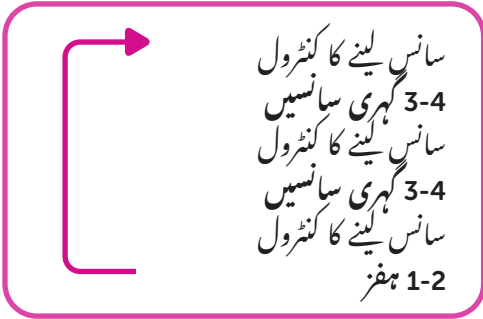 سانس لینے کا کنٹرول
3-4 گہری سانسیں
سانس لینے کا کنٹرول
3-4 گہری سانسیں
سانس لینے کا کنٹرول
1-2 ہفز